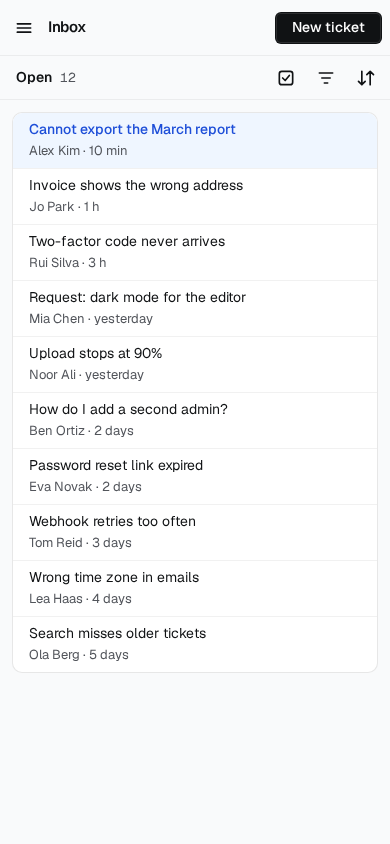 Inbox
New ticket
Open 12
Cannot export the March report
Alex Kim · 10 min
Invoice shows the wrong address
Jo Park · 1 h
Two-factor code never arrives
Rui Silva · 3 h
Request: dark mode for the editor
Mia Chen · yesterday
Upload stops at 90%
Noor Ali · yesterday
How do I add a second admin?
Ben Ortiz · 2 days
Password reset link expired
Eva Novak · 2 days
Webhook retries too often
Tom Reid · 3 days
Wrong time zone in emails
Lea Haas · 4 days
Search misses older tickets
Ola Berg · 5 days